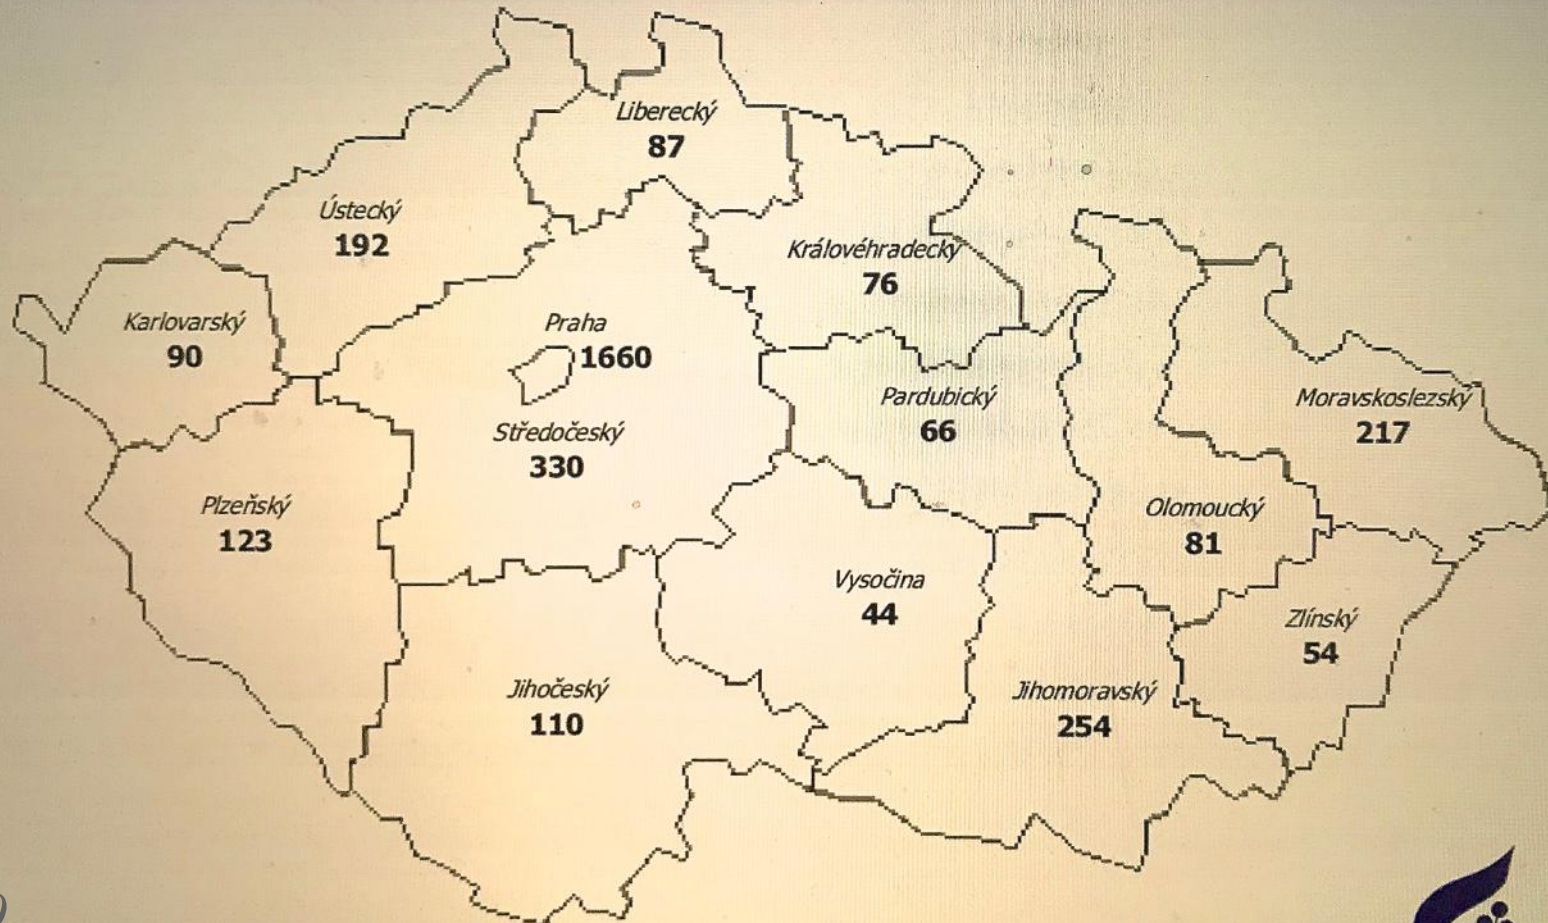 Liberecký
87
Ústecký
192
Královéhradecký
76
Karlovarský
90
Praha
1660
Pardubický
66
Moravskoslezský
217
Středočeský
330
Plzeňský
123
Olomoucký
81
Vysočina
44
Zlínský
54
Jihočeský
110
Jihomoravský
254